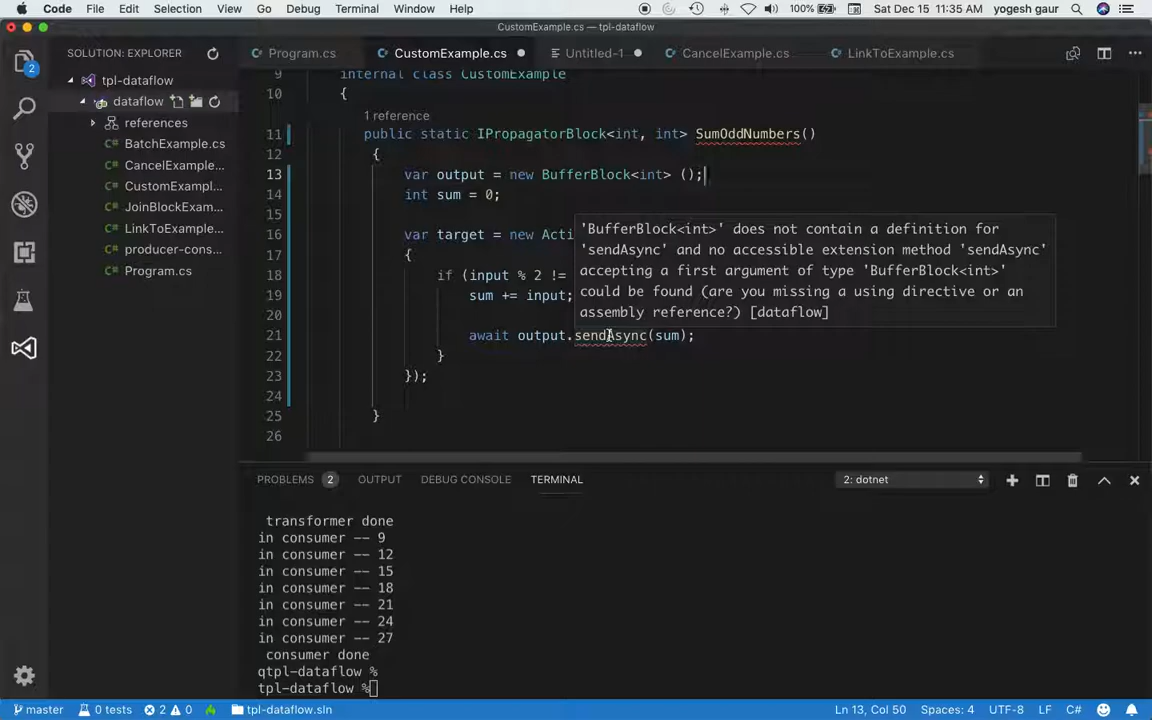 Code File Edit Selection View Go Debug Terminal Window Help 100% Sat Dec 15 11:35 AM yogesh gaur
CustomExample.cs — tpl-dataflow
SOLUTION: EXPLORER
Program.cs
CustomExample.cs
Untitled-1
CancelExample.cs
LinkToExample.cs
2
tpl-dataflow
dataflow
references
BatchExample.cs
CancelExample...
CustomExampl...
JoinBlockExam...
LinkToExample...
producer-cons...
Program.cs
9 internal class CustomExample
10 {
1 reference
11 public static IPropagatorBlock<int, int> SumOddNumbers()
12 {
13 var output = new BufferBlock<int> ();
14 int sum = 0;
15
16 var target = new Acti
17 {
18 if (input % 2 !=
19 sum += input;
20
21 await output.sendAsync(sum);
22 }
23 });
24
25 }
26
'BufferBlock<int>' does not contain a definition for
'sendAsync' and no accessible extension method 'sendAsync'
accepting a first argument of type 'BufferBlock<int>'
could be found (are you missing a using directive or an
assembly reference?) [dataflow]
PROBLEMS 2 OUTPUT DEBUG CONSOLE TERMINAL 2: dotnet
transformer done
in consumer -- 9
in consumer -- 12
in consumer -- 15
in consumer -- 18
in consumer -- 21
in consumer -- 24
in consumer -- 27
consumer done
qtpl-dataflow %
tpl-dataflow %
master 0 tests 2 0 tpl-dataflow.sln Ln 13, Col 50 Spaces: 4 UTF-8 LF C#